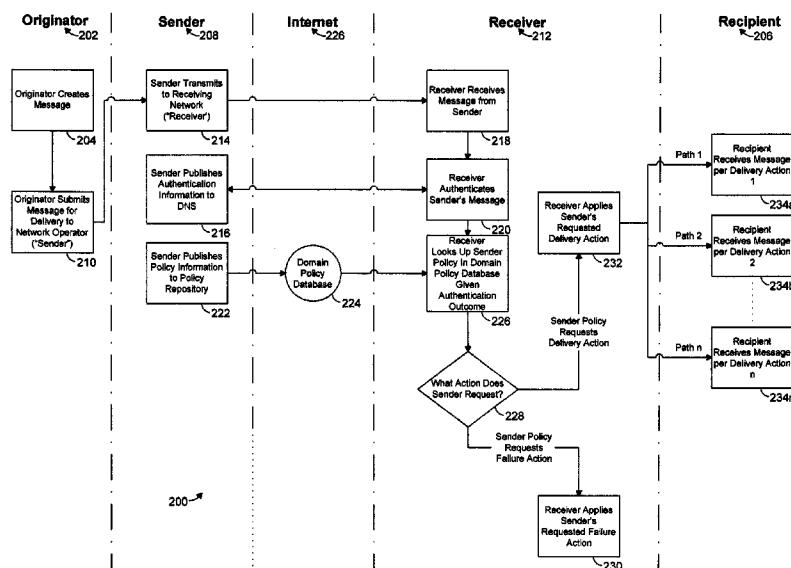 Originator
202
Sender
208
Internet
226
Receiver
212
Recipient
206
Originator Creates
Message
204
Sender Transmits
to Receiving
Network
("Receiver')
214
Receiver Receives
Message from
Sender
218
Originator Submits
Message for
Delivery to
Network Operator
("Sender")
210
Sender Publishes
Authentication
Information to
DNS
216
Receiver
Authenticates
Sender's Message
220
Sender Publishes
Policy Information
to Policy
Repository
222
Domain
Policy
Database
224
Receiver
Looks Up Sender
Policy In Domain
Policy Database
Given
Authentication
Outcome
226
What Action Does
Sender Request?
228
Sender Policy
Requests
Delivery Action
Receiver Applies
Sender's
Requested
Delivery Action
232
Path 1
Recipient
Receives Message
per Delivery Action
1
234a
Path 2
Recipient
Receives Message
per Delivery Action
2
234b
Path n
Recipient
Receives Message
per Delivery Action
n
234n
Sender Policy
Requests
Failure Action
Receiver Applies
Sender's
Requested Failure
Action
230
200